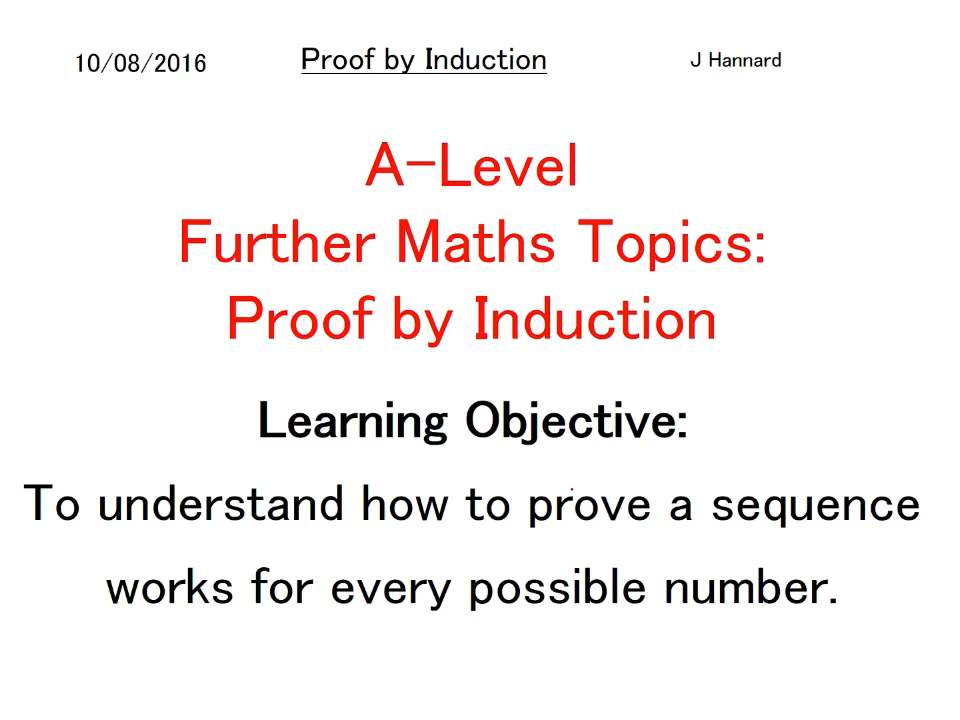 10/08/2016 Proof by Induction J Hannard
A-Level
Further Maths Topics:
Proof by Induction
Learning Objective:
To understand how to prove a sequence
works for every possible number.